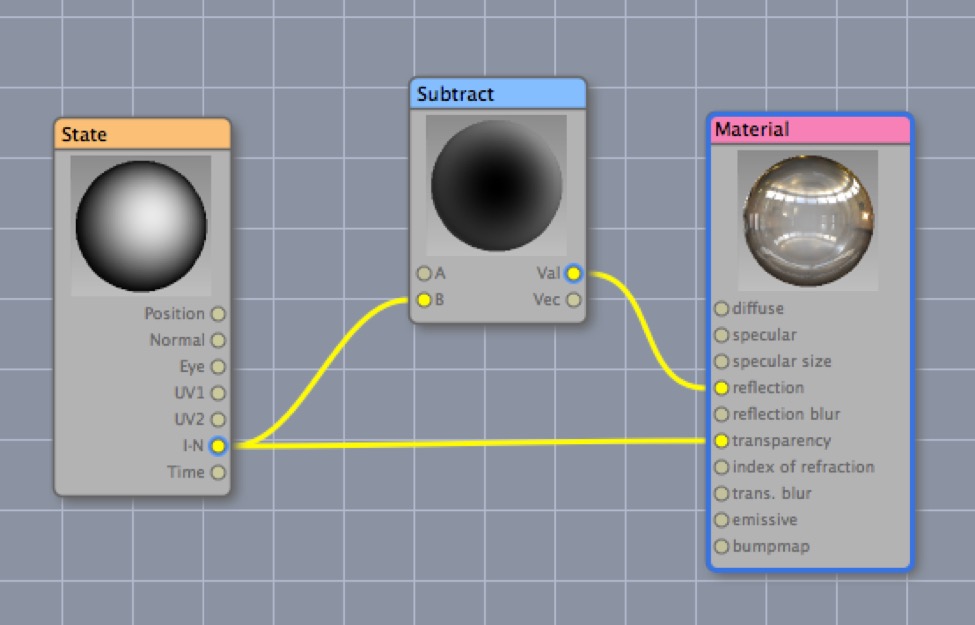 State
Position
Normal
Eye
UV1
UV2
I·N
Time
Subtract
A
Val
B
Vec
Material
diffuse
specular
specular size
reflection
reflection blur
transparency
index of refraction
trans. blur
emissive
bumpmap